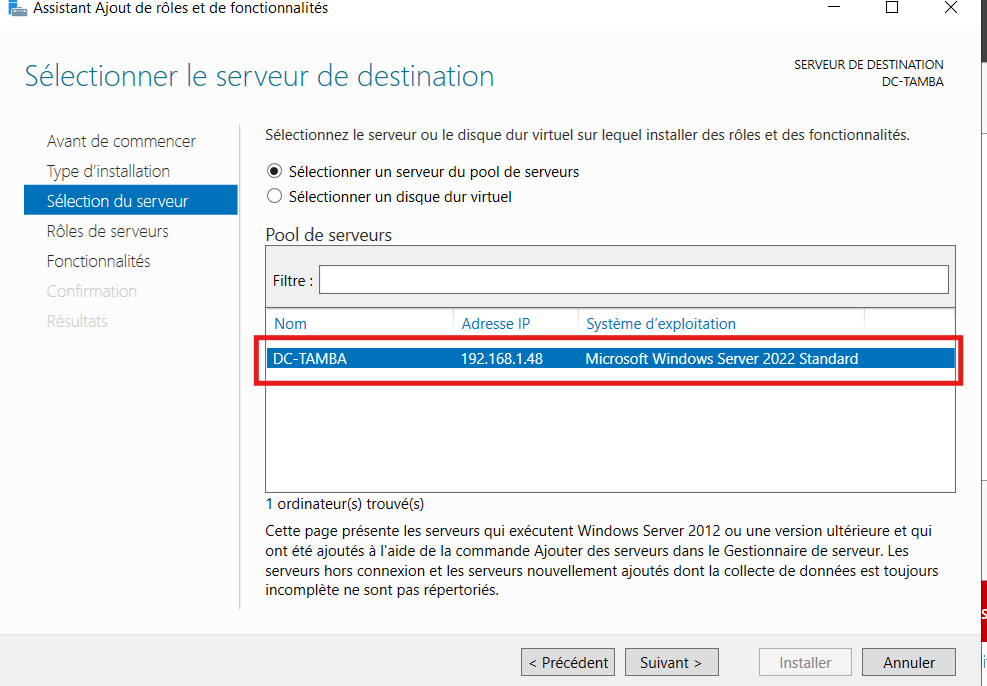 Assistant Ajout de rôles et de fonctionnalités
Sélectionner le serveur de destination
SERVEUR DE DESTINATION
DC-TAMBA
Avant de commencer
Type d'installation
Sélection du serveur
Rôles de serveurs
Fonctionnalités
Confirmation
Résultats
Sélectionnez le serveur ou le disque dur virtuel sur lequel installer des rôles et des fonctionnalités.
Sélectionner un serveur du pool de serveurs
Sélectionner un disque dur virtuel
Pool de serveurs
Filtre :
Nom Adresse IP Système d'exploitation
DC-TAMBA 192.168.1.48 Microsoft Windows Server 2022 Standard
1 ordinateur(s) trouvé(s)
Cette page présente les serveurs qui exécutent Windows Server 2012 ou une version ultérieure et qui
ont été ajoutés à l'aide de la commande Ajouter des serveurs dans le Gestionnaire de serveur. Les
serveurs hors connexion et les serveurs nouvellement ajoutés dont la collecte de données est toujours
incomplète ne sont pas répertoriés.
< Précédent Suivant > Installer Annuler